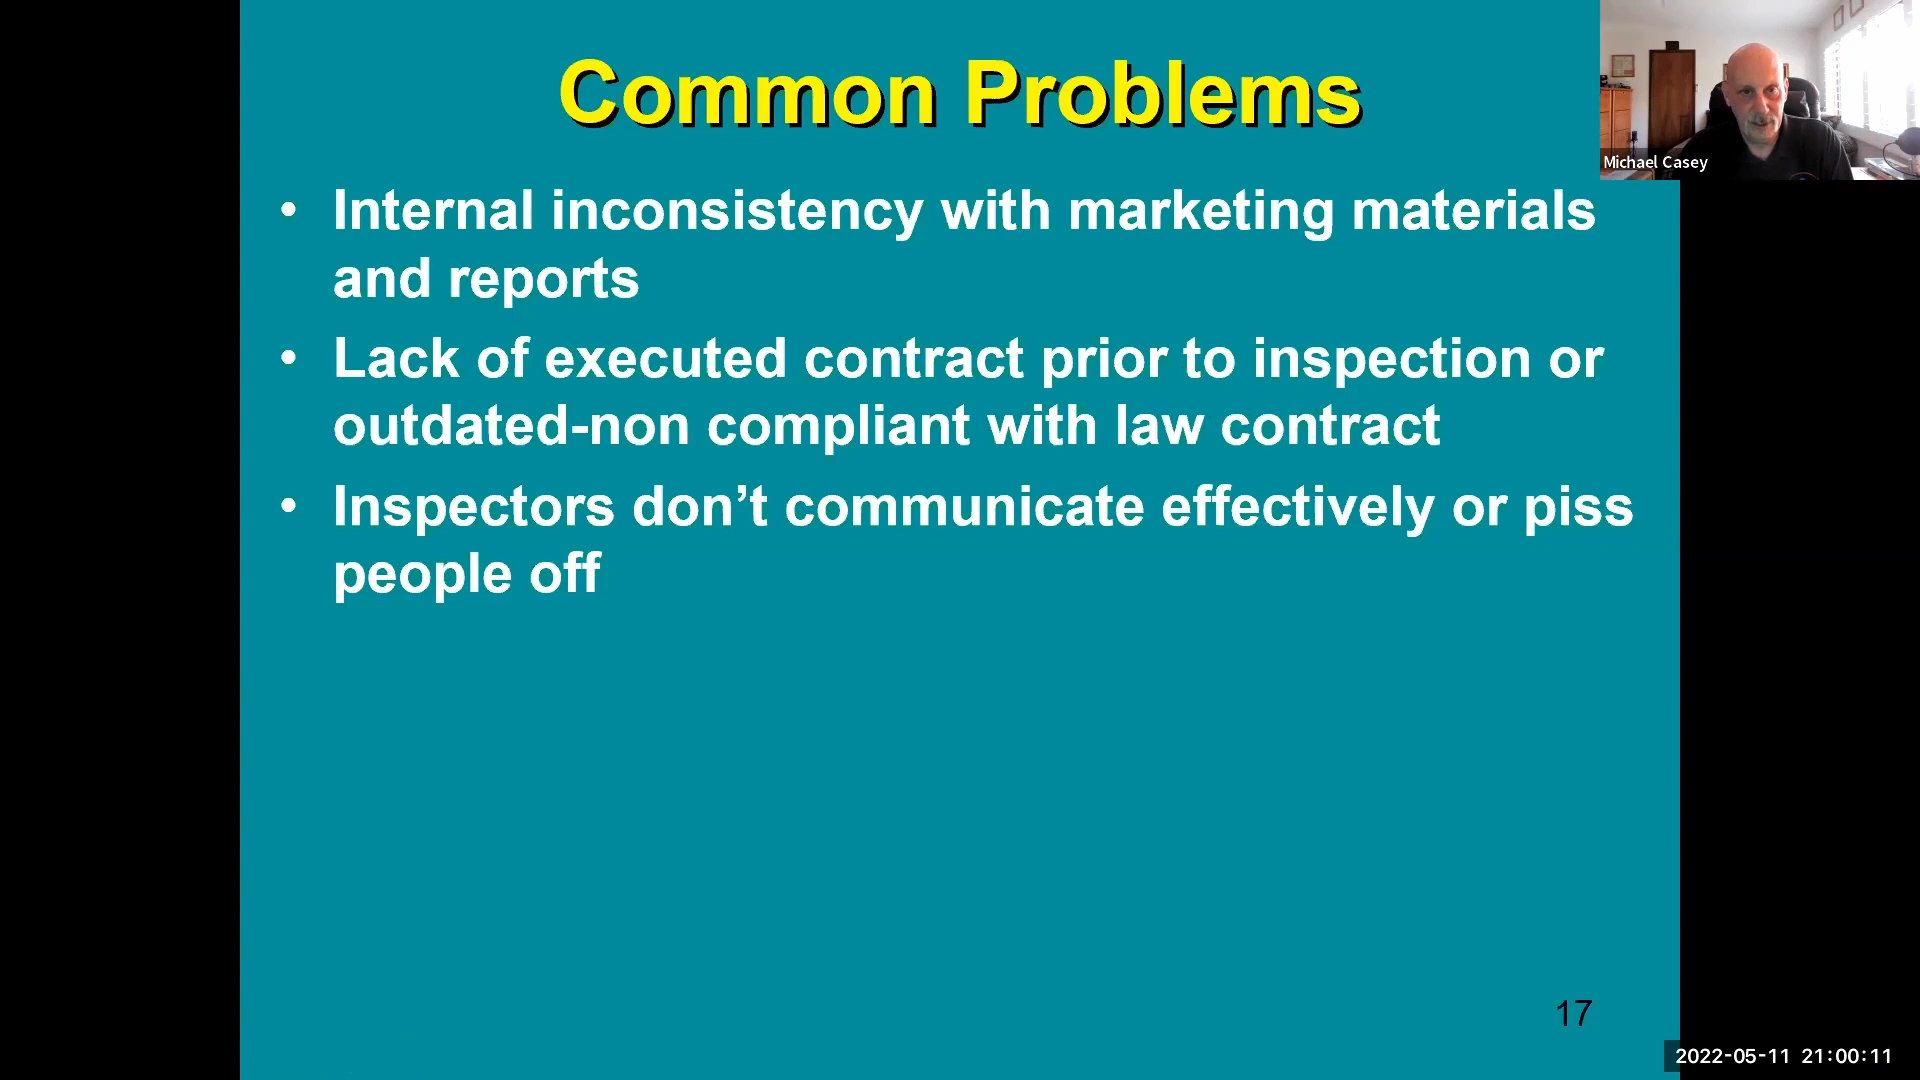 Common Problems
• Internal inconsistency with marketing materials
and reports
• Lack of executed contract prior to inspection or
outdated-non compliant with law contract
• Inspectors don’t communicate effectively or piss
people off
Michael Casey
17
2022-05-11 21:00:11